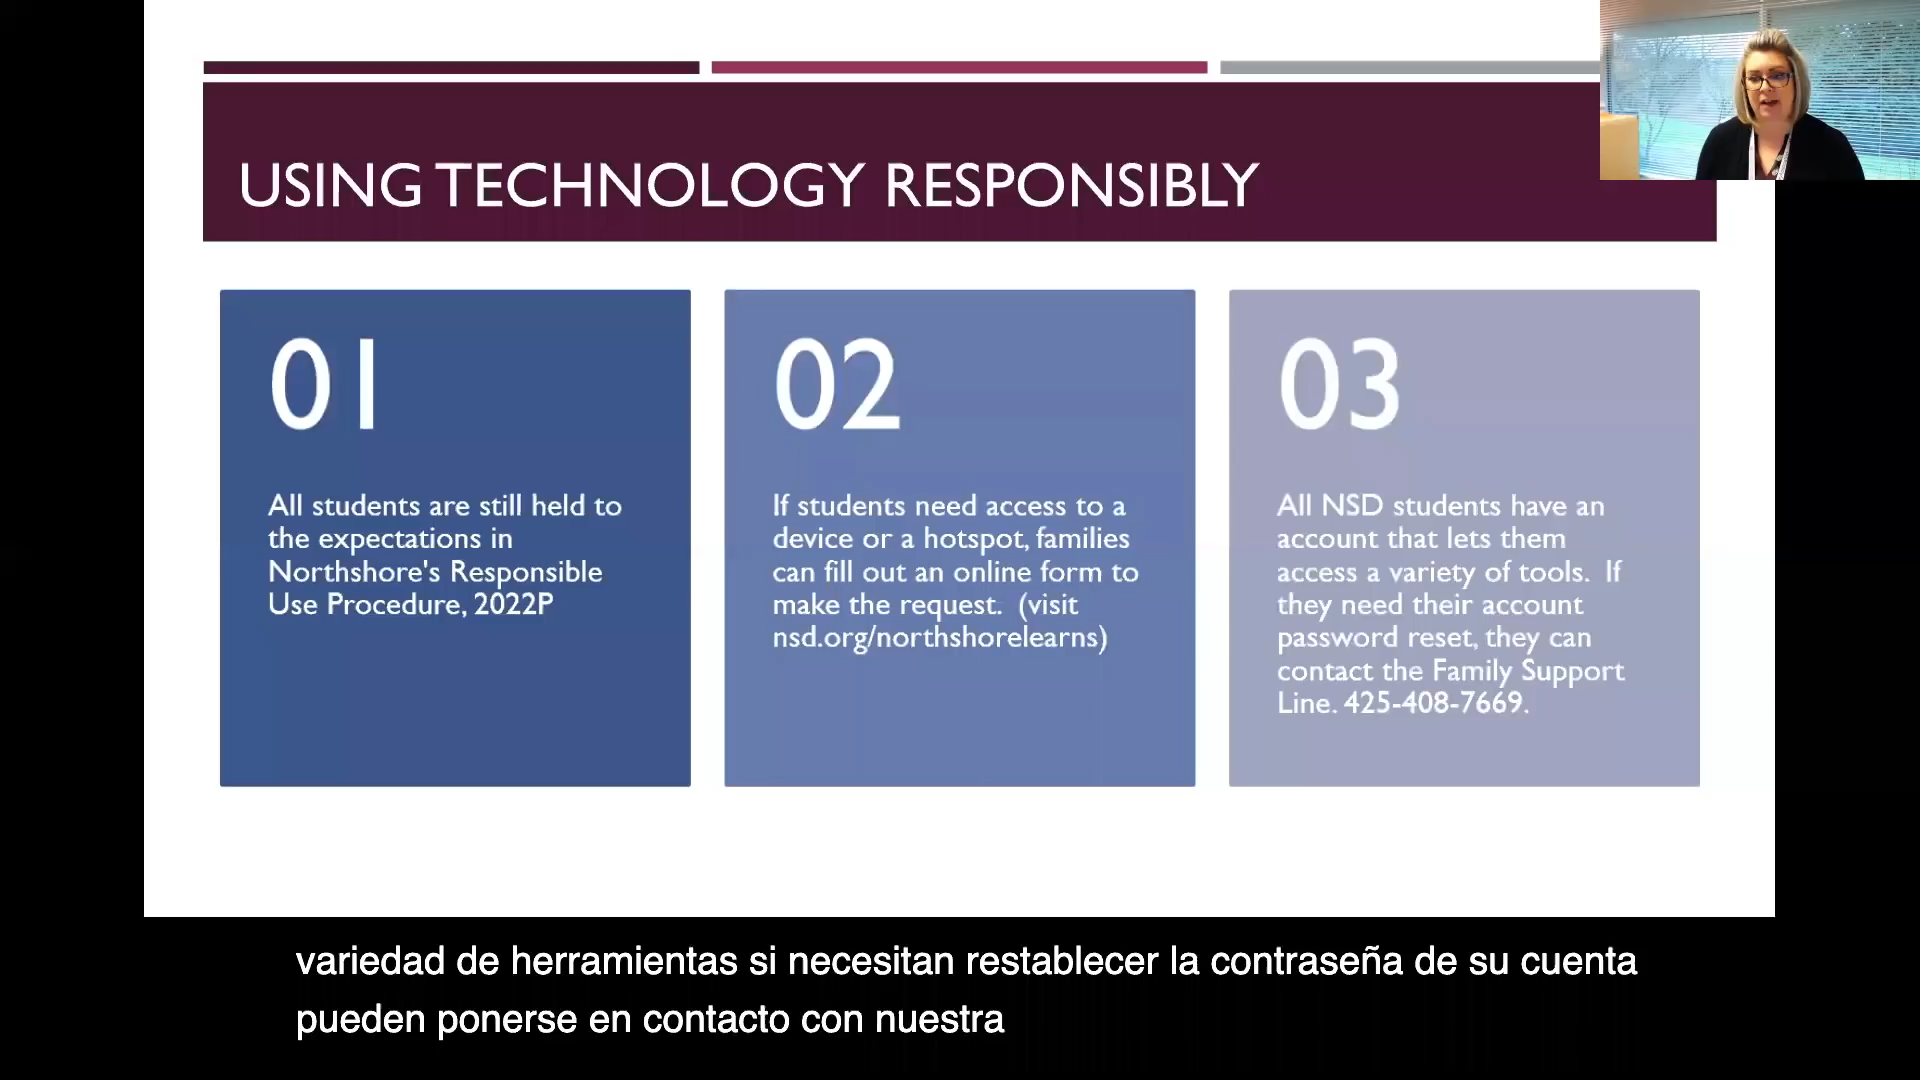 USING TECHNOLOGY RESPONSIBLY
01
All students are still held to
the expectations in
Northshore's Responsible
Use Procedure, 2022P
02
If students need access to a
device or a hotspot, families
can fill out an online form to
make the request.  (visit
nsd.org/northshorelearns)
03
All NSD students have an
account that lets them
access a variety of tools.  If
they need their account
password reset, they can
contact the Family Support
Line. 425-408-7669.
variedad de herramientas si necesitan restablecer la contraseña de su cuenta
pueden ponerse en contacto con nuestra